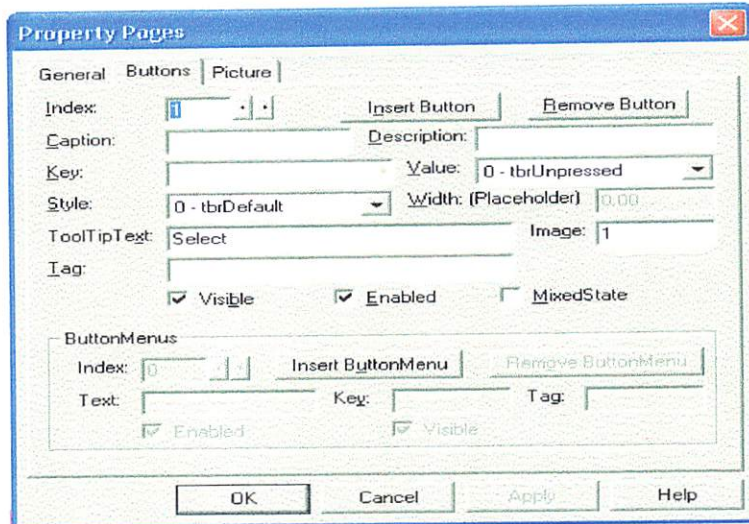 Property Pages
General Buttons Picture
Index: 1 Insert Button Remove Button
Caption: Description:
Key: Value: 0 - tbrUnpressed
Style: 0 - tbrDefault Width: (Placeholder) 0.00
ToolTipText: Select Image: 1
Tag:
Visible Enabled MixedState
ButtonMenus
Index: 0 Insert ButtonMenu Remove ButtonMenu
Text: Key: Tag:
Enabled Visible
OK Cancel Apply Help